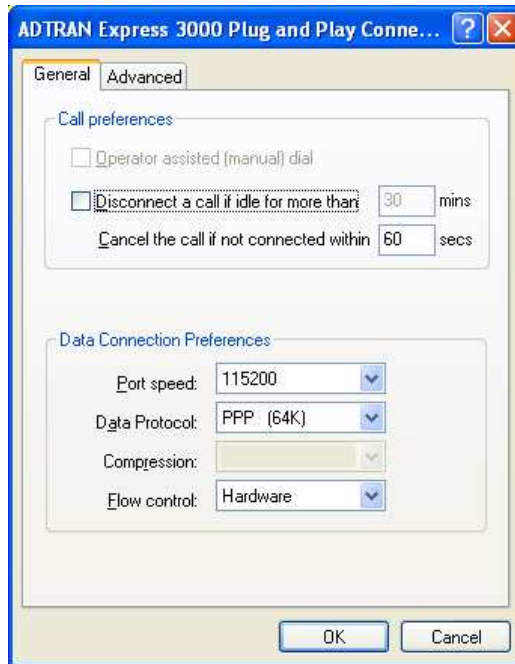 ADTRAN Express 3000 Plug and Play Conne...
General Advanced
Call preferences
Operator assisted (manual) dial
Disconnect a call if idle for more than 30 mins
Cancel the call if not connected within 60 secs
Data Connection Preferences
Port speed: 115200
Data Protocol: PPP (64K)
Compression:
Flow control: Hardware
OK Cancel